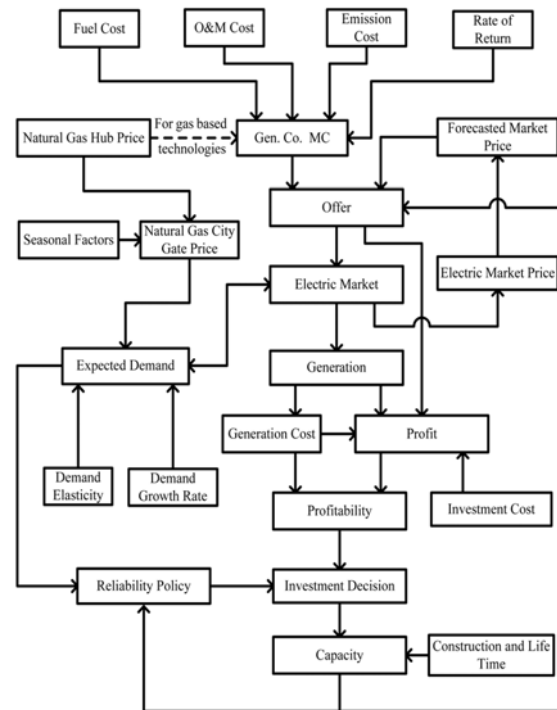 Fuel Cost
O&M Cost
Emission
Cost
Rate of
Return
Natural Gas Hub Price
For gas based
technologies
Gen. Co. MC
Forecasted Market
Price
Offer
Seasonal Factors
Natural Gas City
Gate Price
Electric Market
Electric Market Price
Expected Demand
Generation
Generation Cost
Profit
Demand
Elasticity
Demand
Growth Rate
Profitability
Investment Cost
Reliability Policy
Investment Decision
Capacity
Construction and Life
Time